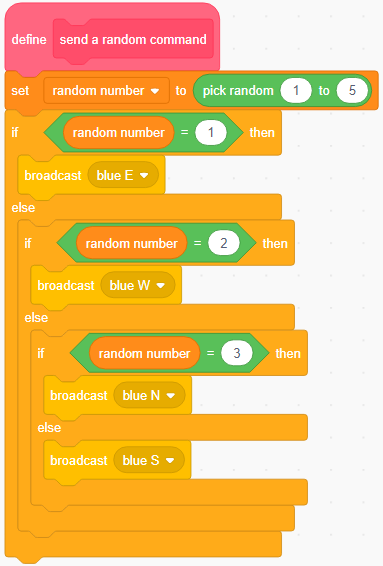 define send a random command
set random number to pick random 1 to 5
if random number = 1 then
broadcast blue E
else
if random number = 2 then
broadcast blue W
else
if random number = 3 then
broadcast blue N
else
broadcast blue S